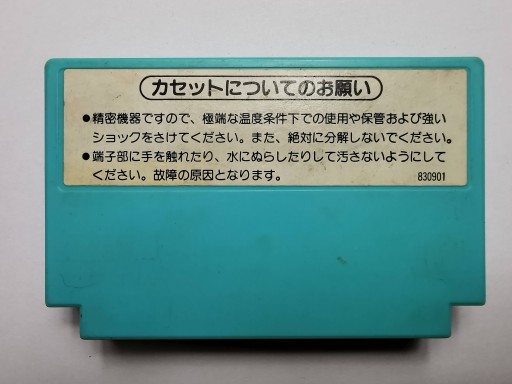 カセットについてのお願い
●精密機器ですので、極端な温度条件下での使用や保管および強い
ショックをさけてください。また、絶対に分解しないでください。
●端子部に手を触れたり、水にぬらしたりして汚さないようにして
ください。故障の原因となります。
830901